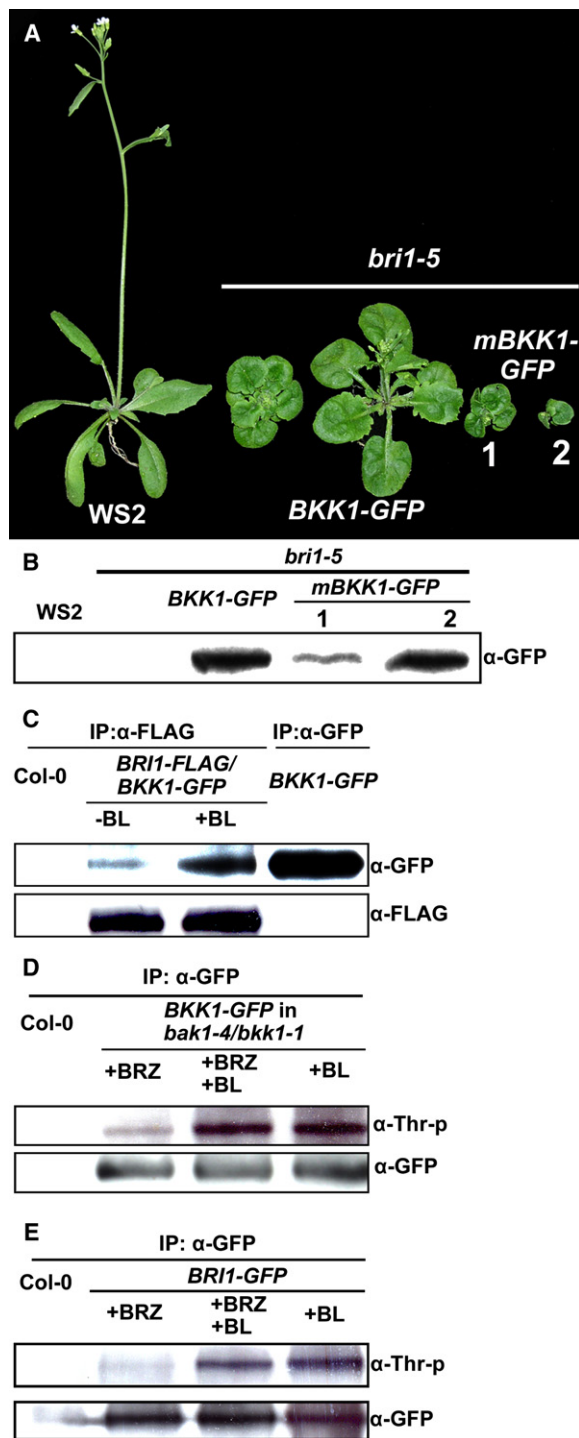 A
bri1-5
mBKK1-
GFP
1
2
WS2
BKK1-GFP
B
bri1-5
WS2
BKK1-GFP
mBKK1-GFP
1
2
α-GFP
C
IP:α-FLAG
IP:α-GFP
Col-0
BRI1-FLAG/
BKK1-GFP
BKK1-GFP
-BL
+BL
α-GFP
α-FLAG
D
IP: α-GFP
Col-0
BKK1-GFP in
bak1-4/bkk1-1
+BRZ
+BRZ
+BL
+BL
α-Thr-p
α-GFP
E
IP: α-GFP
Col-0
BRI1-GFP
+BRZ
+BRZ
+BL
+BL
α-Thr-p
α-GFP